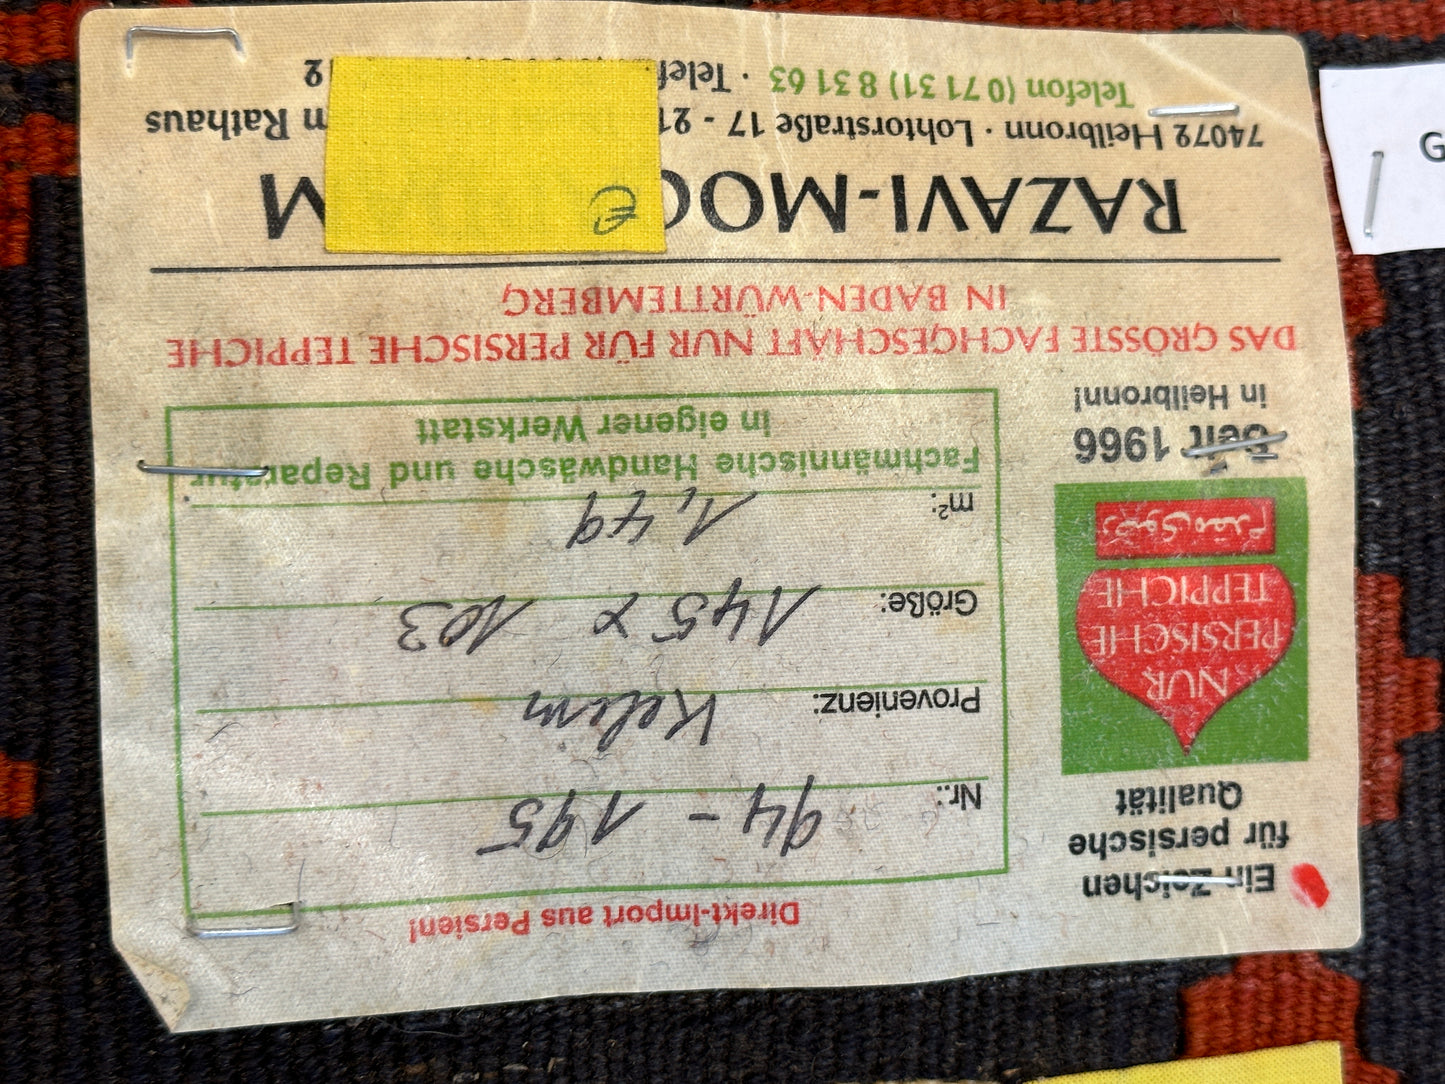 Direkt-Import aus Persien!
Nr.: 94 - 195
Provenienz: Kelim
Größe: 145 x 103
m²: 1,49
Fachmännische Handwäsche und Reparatur
in eigener Werkstatt
Ein Zeichen
für persische
Qualität
NUR
PERSISCHE
TEPPICHE
رضوی مقدم
Seit 1966
in Heilbronn!
DAS GRÖSSTE FACHGESCHÄFT NUR FÜR PERSISCHE TEPPICHE
IN BADEN-WÜRTTEMBERG
RAZAVI-MOG M
€
74072 Heilbronn · Lohtorstraße 17 - 21 Rathaus
Telefon (0 71 31) 8 31 63 ·
G